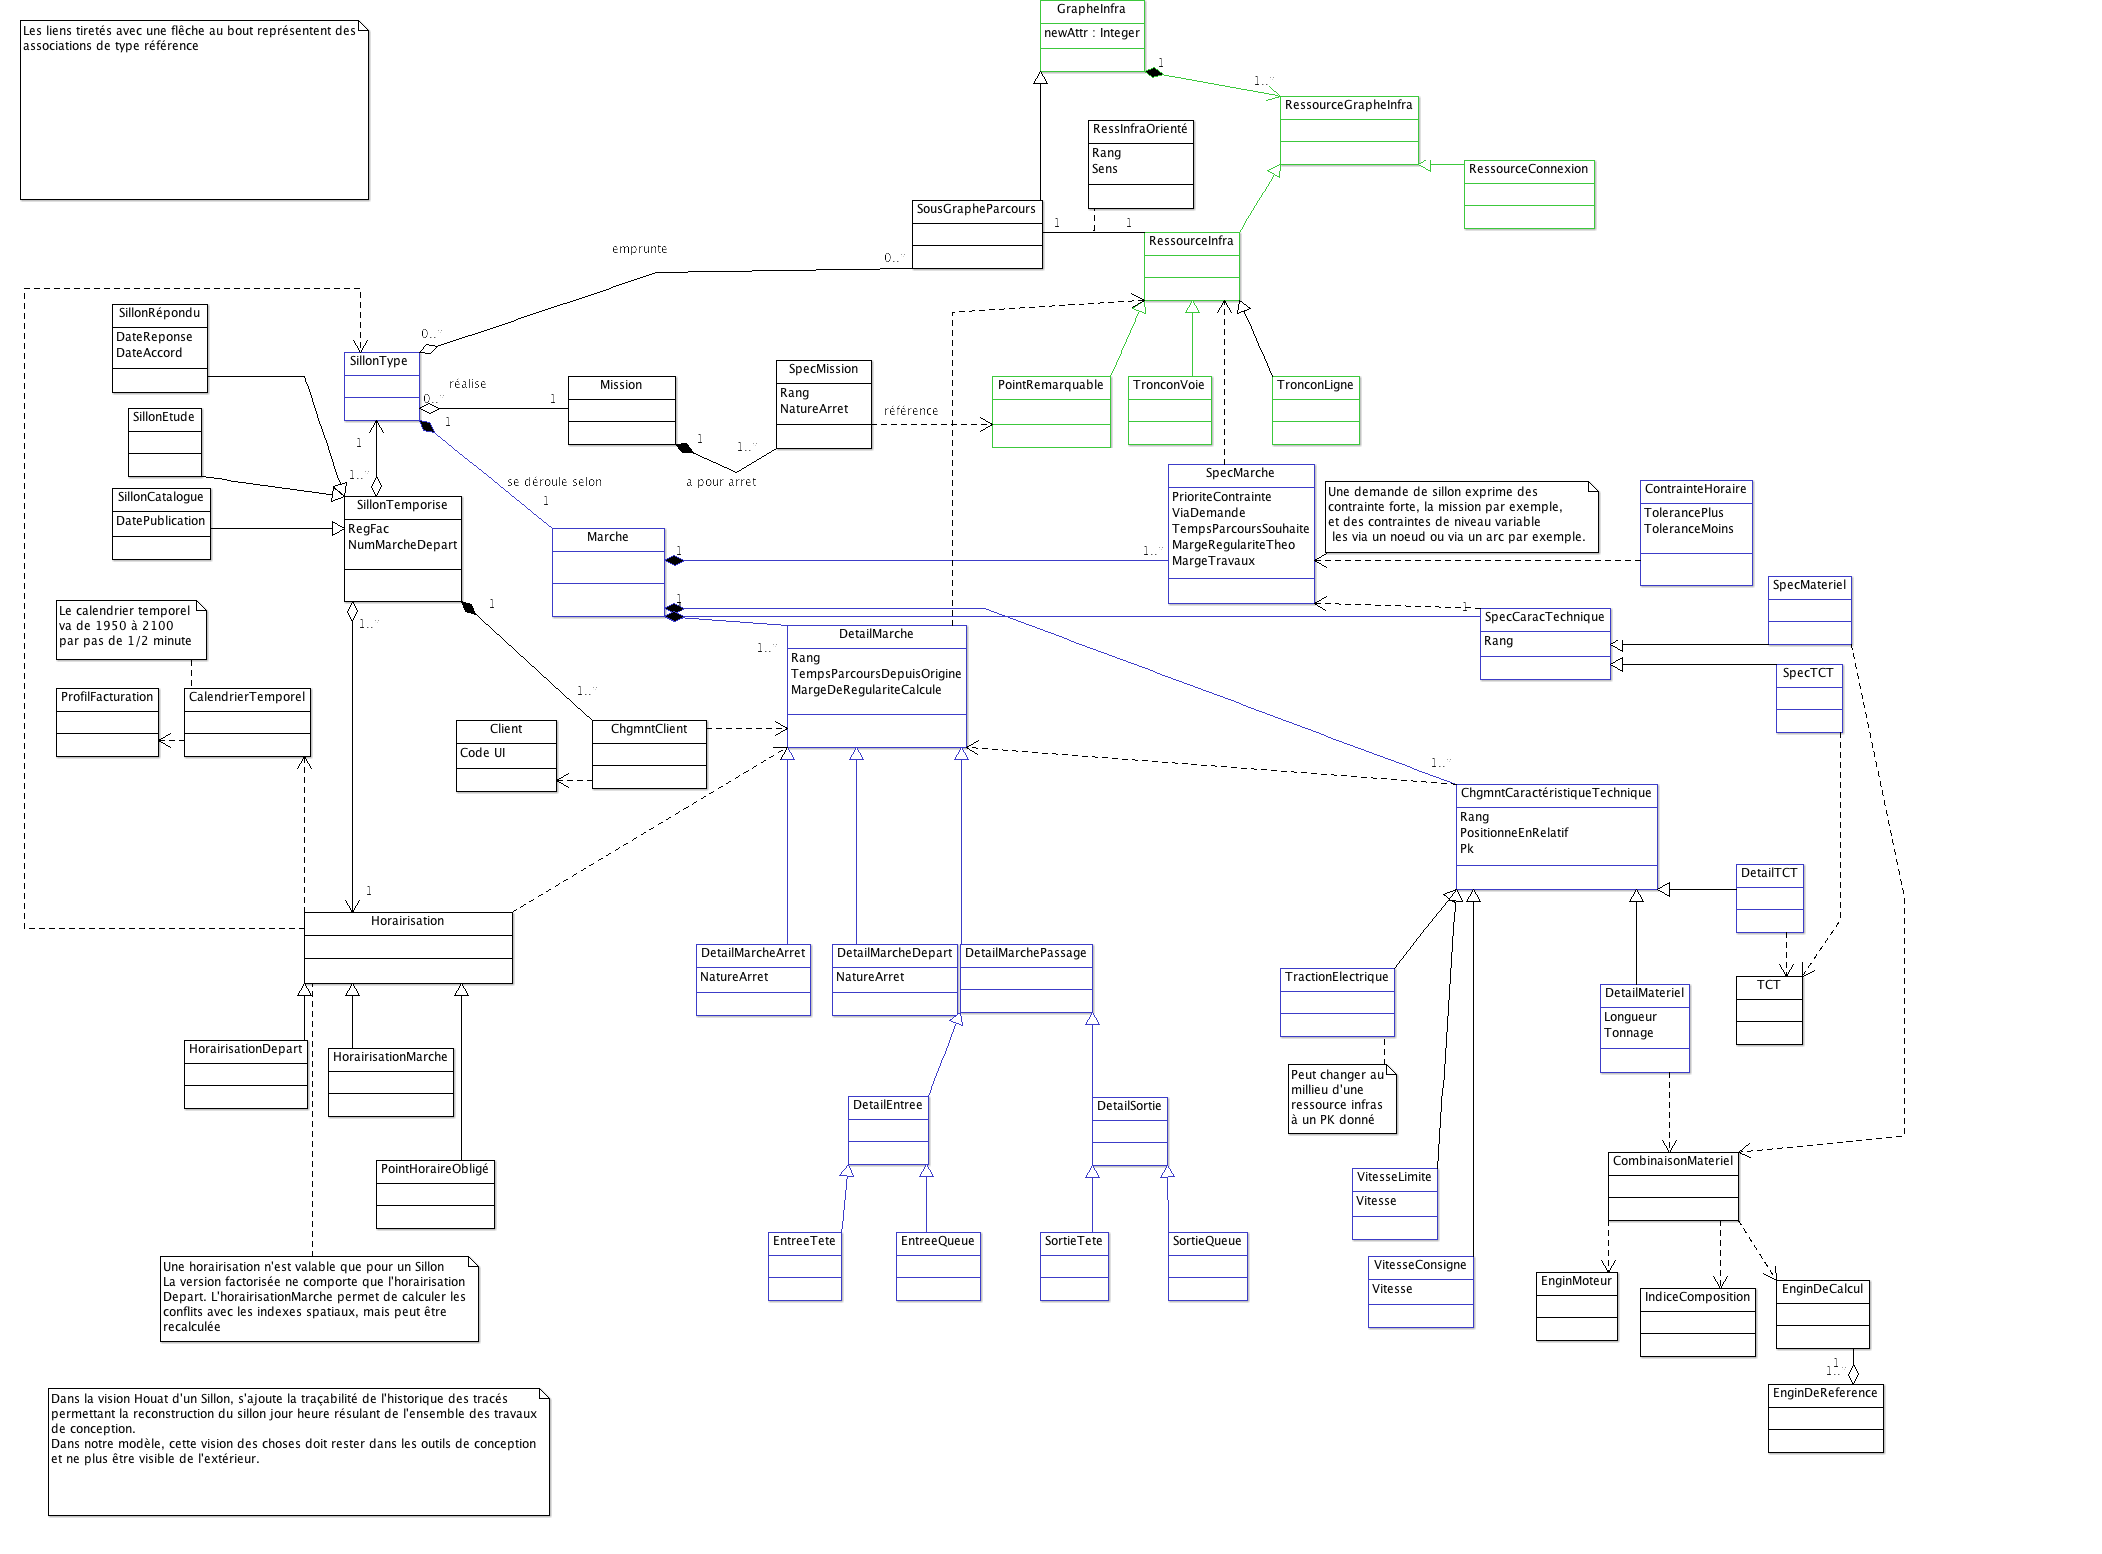 Les liens tiretés avec une flêche au bout représentent des
associations de type référence
GrapheInfra
newAttr : Integer
1
1..*
RessourceGrapheInfra
RessourceConnexion
RessInfraOrienté
Rang
Sens
SousGrapheParcours
1
1
RessourceInfra
emprunte
0..*
0..*
SillonRépondu
DateReponse
DateAccord
SillonType
réalise
0..*
1
1
Mission
SpecMission
Rang
NatureArret
référence
1
1..*
a pour arret
PointRemarquable
TronconVoie
TronconLigne
SillonEtude
SillonCatalogue
DatePublication
1
1..*
SillonTemporise
RegFac
NumMarcheDepart
se déroule selon
1
Marche
1
1..*
SpecMarche
PrioriteContrainte
ViaDemande
TempsParcoursSouhaite
MargeRegulariteTheo
MargeTravaux
Une demande de sillon exprime des
contrainte forte, la mission par exemple,
et des contraintes de niveau variable
les via un noeud ou via un arc par exemple.
ContrainteHoraire
TolerancePlus
ToleranceMoins
SpecMateriel
1
1
SpecCaracTechnique
Rang
SpecTCT
Le calendrier temporel
va de 1950 à 2100
par pas de 1/2 minute
1..*
1
DetailMarche
Rang
TempsParcoursDepuisOrigine
MargeDeRegulariteCalcule
1..*
1..*
ProfilFacturation
CalendrierTemporel
Client
Code UI
ChgmntClient
1..*
ChgmntCaractéristiqueTechnique
Rang
PositionneEnRelatif
Pk
1
Horairisation
DetailTCT
DetailMarcheArret
NatureArret
DetailMarcheDepart
NatureArret
DetailMarchePassage
TractionElectrique
DetailMateriel
Longueur
Tonnage
TCT
HorairisationDepart
HorairisationMarche
Peut changer au
millieu d'une
ressource infras
à un PK donné
DetailEntree
DetailSortie
PointHoraireObligé
VitesseLimite
Vitesse
CombinaisonMateriel
EntreeTete
EntreeQueue
SortieTete
SortieQueue
VitesseConsigne
Vitesse
EnginMoteur
IndiceComposition
EnginDeCalcul
Une horairisation n'est valable que pour un Sillon
La version factorisée ne comporte que l'horairisation
Depart. L'horairisationMarche permet de calculer les
conflits avec les indexes spatiaux, mais peut être
recalculée
1
1..*
EnginDeReference
Dans la vision Houat d'un Sillon, s'ajoute la traçabilité de l'historique des tracés
permettant la reconstruction du sillon jour heure résulant de l'ensemble des travaux
de conception.
Dans notre modèle, cette vision des choses doit rester dans les outils de conception
et ne plus être visible de l'extérieur.